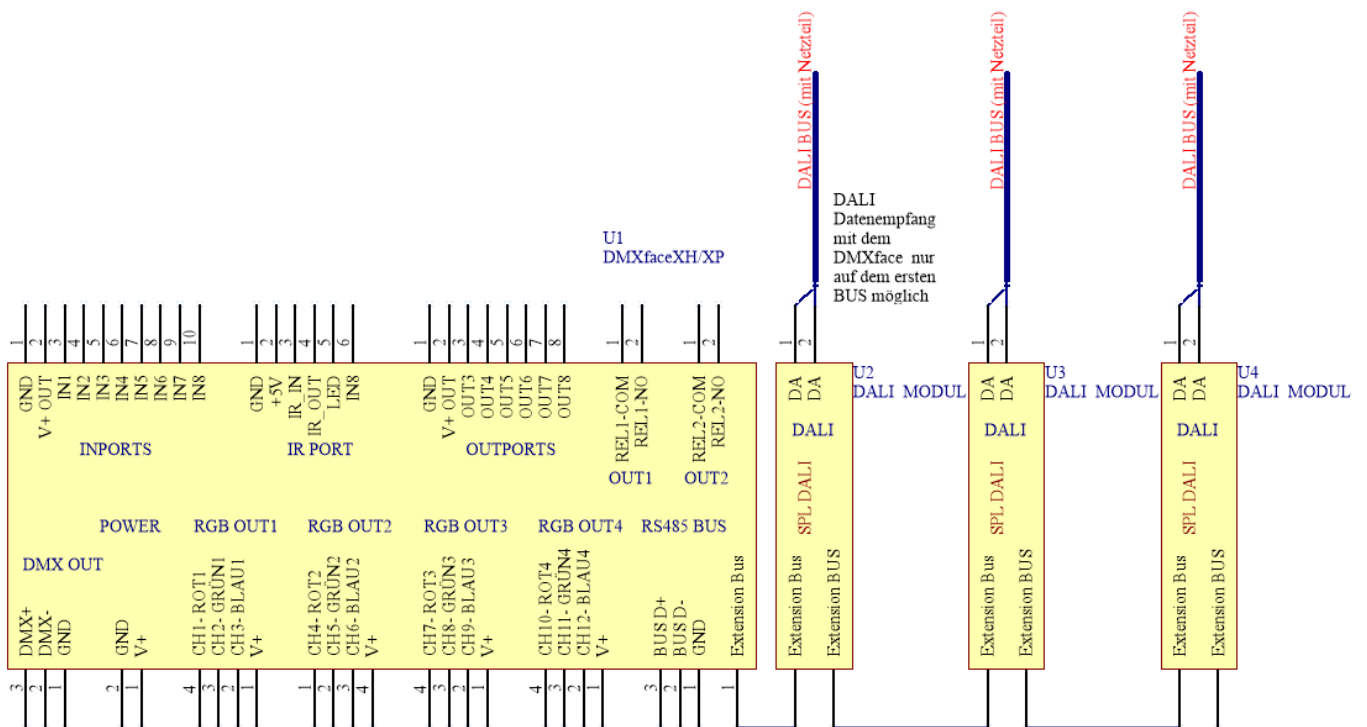 DALI BUS (mit Netzteil)
DALI BUS (mit Netzteil)
DALI BUS (mit Netzteil)
DALI
Datenempfang
mit dem
DMXface nur
auf dem ersten
BUS möglich
U1
DMXfaceXH/XP
1
2
3
4
5
6
7
8
9
10
1
2
3
4
5
6
1
2
3
4
5
6
7
8
1
2
1
2
1
2
1
2
1
2
GND
V+ OUT
IN1
IN2
IN3
IN4
IN5
IN6
IN7
IN8
INPORTS
GND
+5V
IR_IN
IR_OUT
LED
IN8
IR PORT
GND
V+ OUT
OUT3
OUT4
OUT5
OUT6
OUT7
OUT8
OUTPORTS
REL1-COM
REL1-NO
OUT1
REL2-COM
REL2-NO
OUT2
U2
DALI MODUL
DA
DA
DALI
SPL DALI
Extension Bus
Extension BUS
U3
DALI MODUL
DA
DA
DALI
SPL DALI
Extension Bus
Extension BUS
U4
DALI MODUL
DA
DA
DALI
SPL DALI
Extension Bus
Extension BUS
POWER
RGB OUT1
RGB OUT2
RGB OUT3
RGB OUT4
RS485 BUS
DMX OUT
DMX+
DMX-
GND
GND
V+
CH1- ROT1
CH2- GRÜN1
CH3- BLAU1
V+
CH4- ROT2
CH5- GRÜN2
CH6- BLAU2
V+
CH7- ROT3
CH8- GRÜN3
CH9- BLAU3
V+
CH10- ROT4
CH11- GRÜN4
CH12- BLAU4
V+
BUS D+
BUS D-
GND
Extension Bus
3
2
1
2
1
4
3
2
1
1
2
3
4
4
3
2
1
4
3
2
1
3
2
1
1